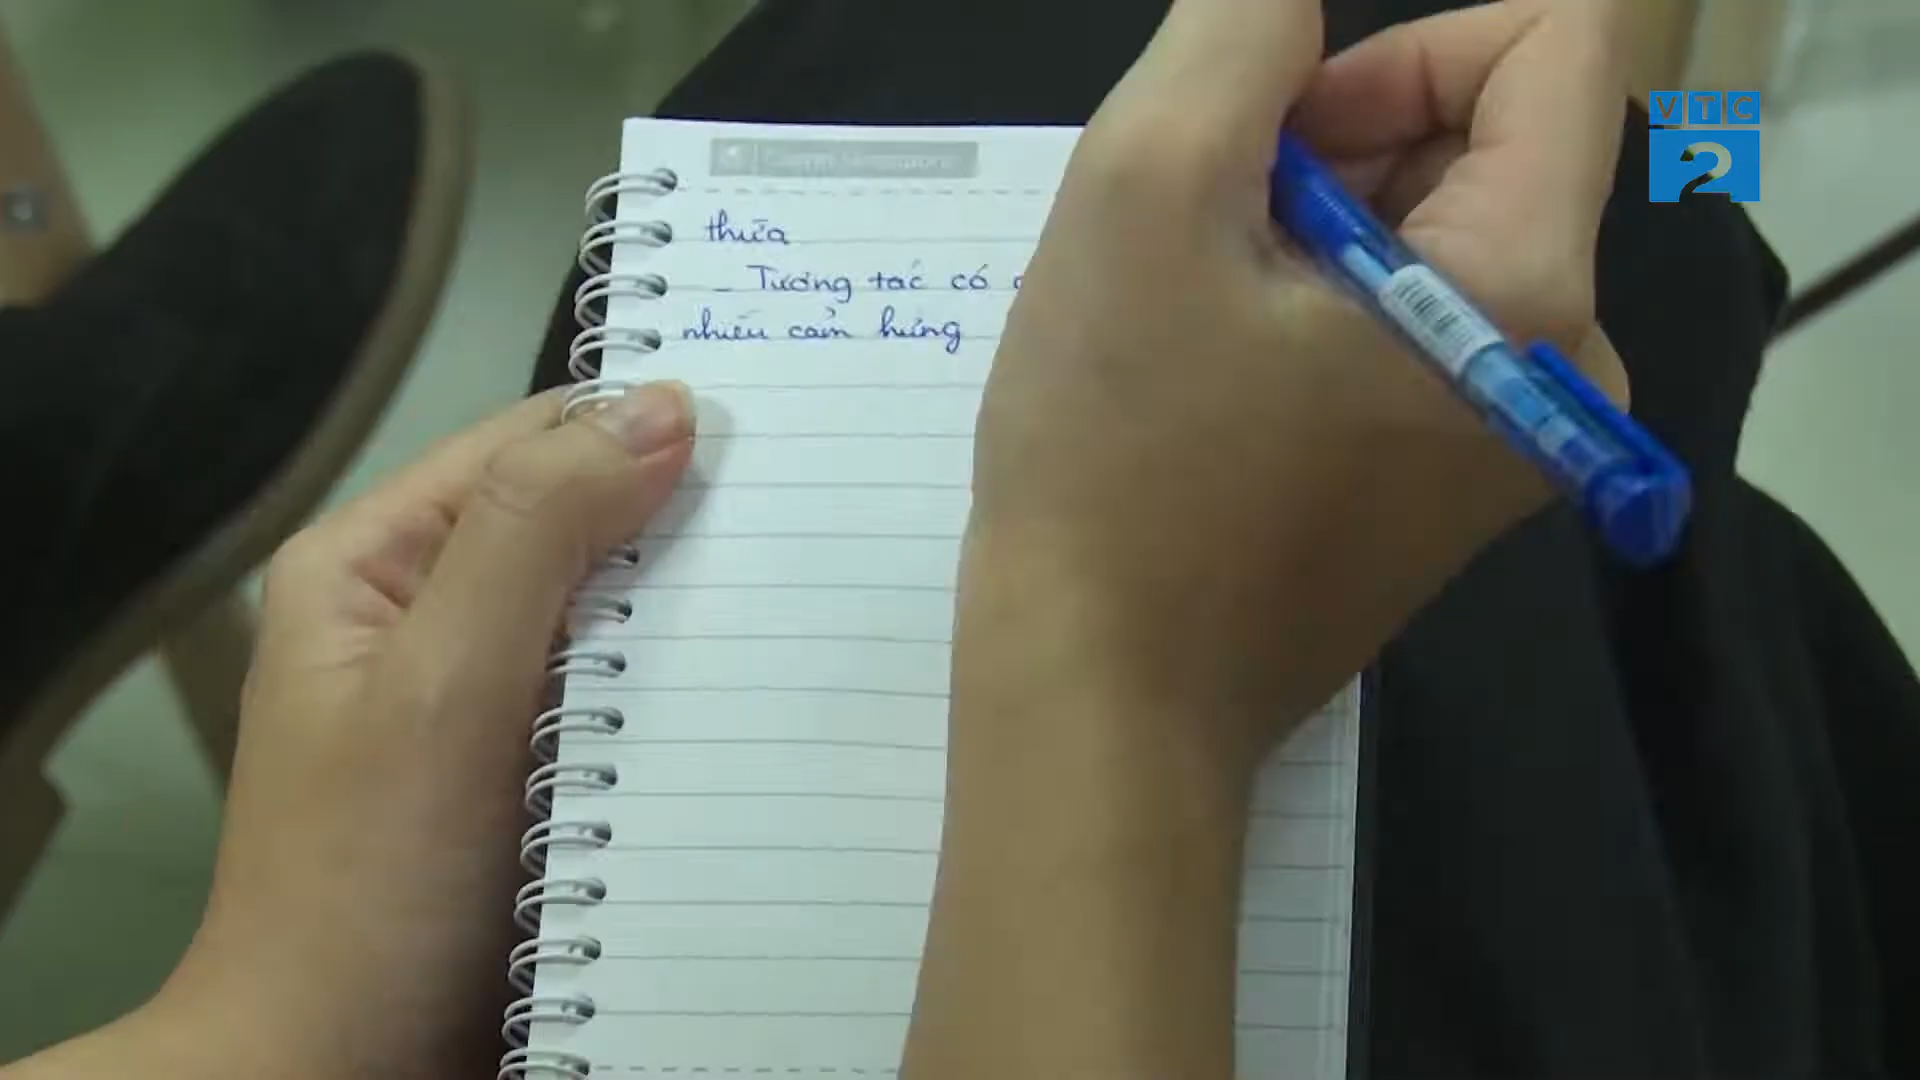 VTC
2
thừa
- Tương tác có
nhiều cảm hứng